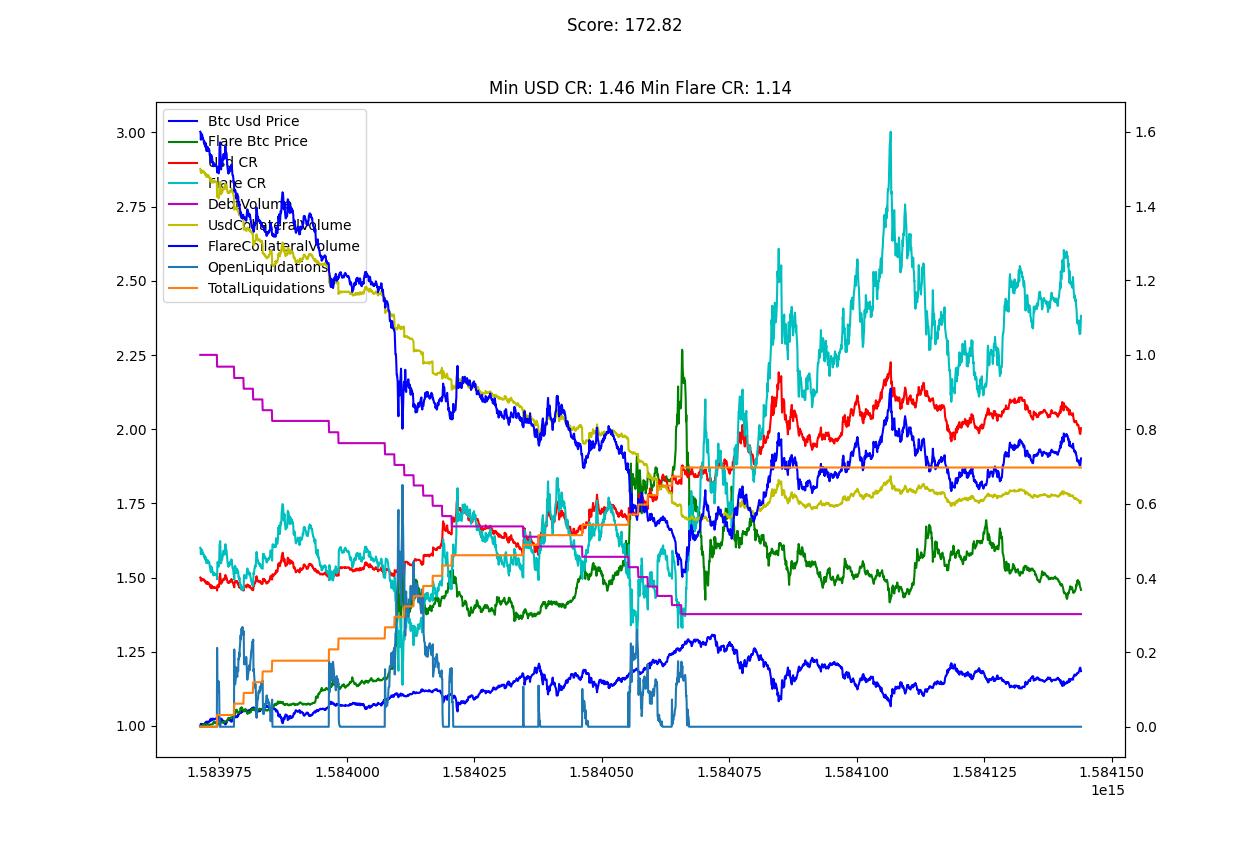 Score: 172.82
Min USD CR: 1.46 Min Flare CR: 1.14
Btc Usd Price
Flare Btc Price
Usd CR
Flare CR
DebtVolume
UsdCollateralVolume
FlareCollateralVolume
OpenLiquidations
TotalLiquidations
3.00
2.75
2.50
2.25
2.00
1.75
1.50
1.25
1.00
1.6
1.4
1.2
1.0
0.8
0.6
0.4
0.2
0.0
1.583975 1.584000 1.584025 1.584050 1.584075 1.584100 1.584125 1.584150
1e15